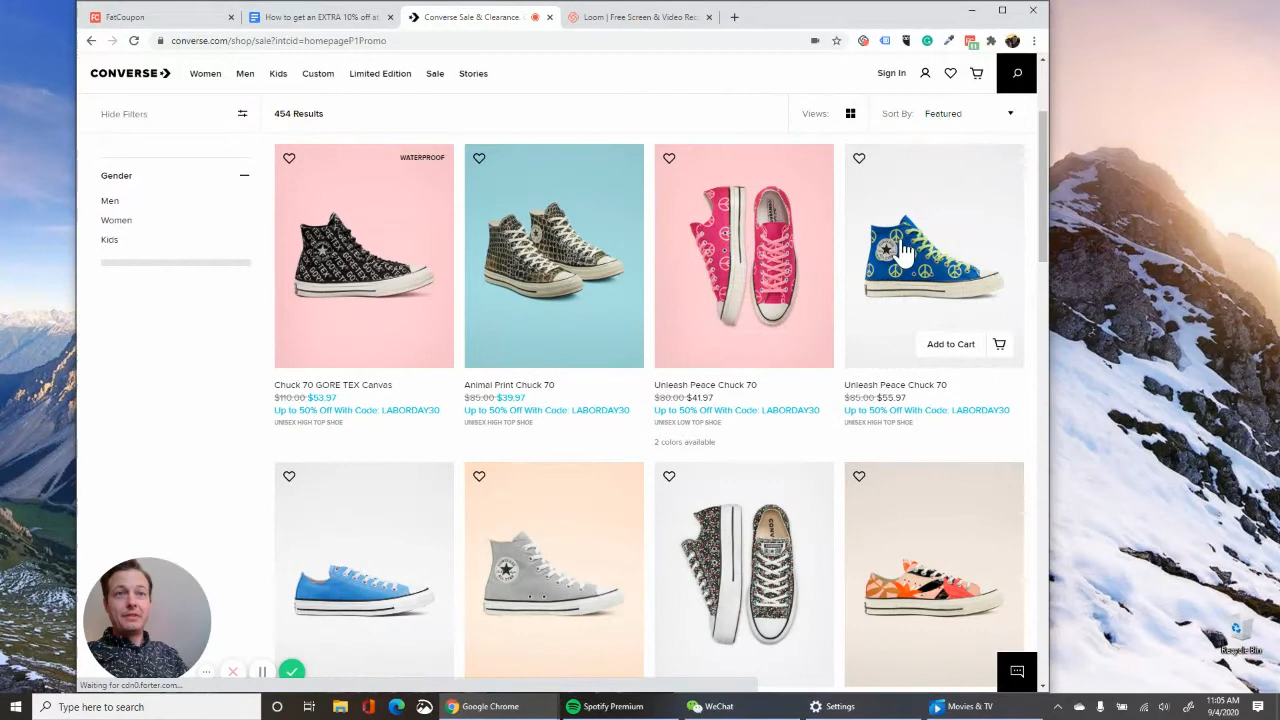 FatCoupon
How to get an EXTRA 10% off at
Converse Sale & Clearance.
Loom | Free Screen & Video Rec
converse.com/shop/sale?intcid=homepageP1Promo
11
CONVERSE
Women
Men
Kids
Custom
Limited Edition
Sale
Stories
Sign In
Hide Filters
454 Results
Views:
Sort By: Featured
Gender
Men
Women
Kids
WATERPROOF
Chuck 70 GORE TEX Canvas
$110.00 $53.97
Up to 50% Off With Code: LABORDAY30
UNISEX HIGH TOP SHOE
Animal Print Chuck 70
$85.00 $39.97
Up to 50% Off With Code: LABORDAY30
UNISEX HIGH TOP SHOE
Unleash Peace Chuck 70
$80.00 $41.97
Up to 50% Off With Code: LABORDAY30
UNISEX LOW TOP SHOE
2 colors available
Add to Cart
Unleash Peace Chuck 70
$85.00 $55.97
Up to 50% Off With Code: LABORDAY30
UNISEX HIGH TOP SHOE
Waiting for cdn0.forter.com...
Recycle Bin
Type here to search
Google Chrome
Spotify Premium
WeChat
Settings
Movies & TV
11:05 AM
9/4/2020